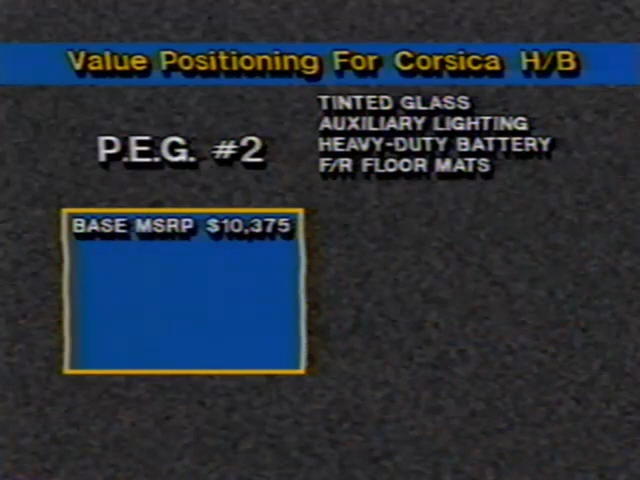 Value Positioning For Corsica H/B
P.E.G. #2
TINTED GLASS
AUXILIARY LIGHTING
HEAVY-DUTY BATTERY
F/R FLOOR MATS
BASE MSRP $10,375